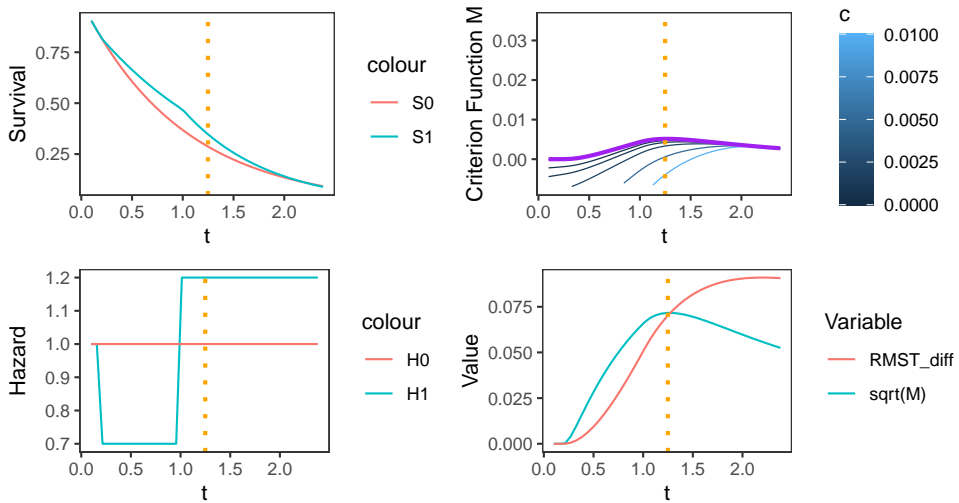 Survival
0.75
0.50
0.25
0.0 0.5 1.0 1.5 2.0
t
colour
S0
S1
Criterion Function M
0.03
0.02
0.01
0.00
0.0 0.5 1.0 1.5 2.0
t
c
0.0100
0.0075
0.0050
0.0025
0.0000
Hazard
1.2
1.1
1.0
0.9
0.8
0.7
0.0 0.5 1.0 1.5 2.0
t
colour
H0
H1
Value
0.075
0.050
0.025
0.000
0.0 0.5 1.0 1.5 2.0
t
Variable
RMST_diff
sqrt(M)